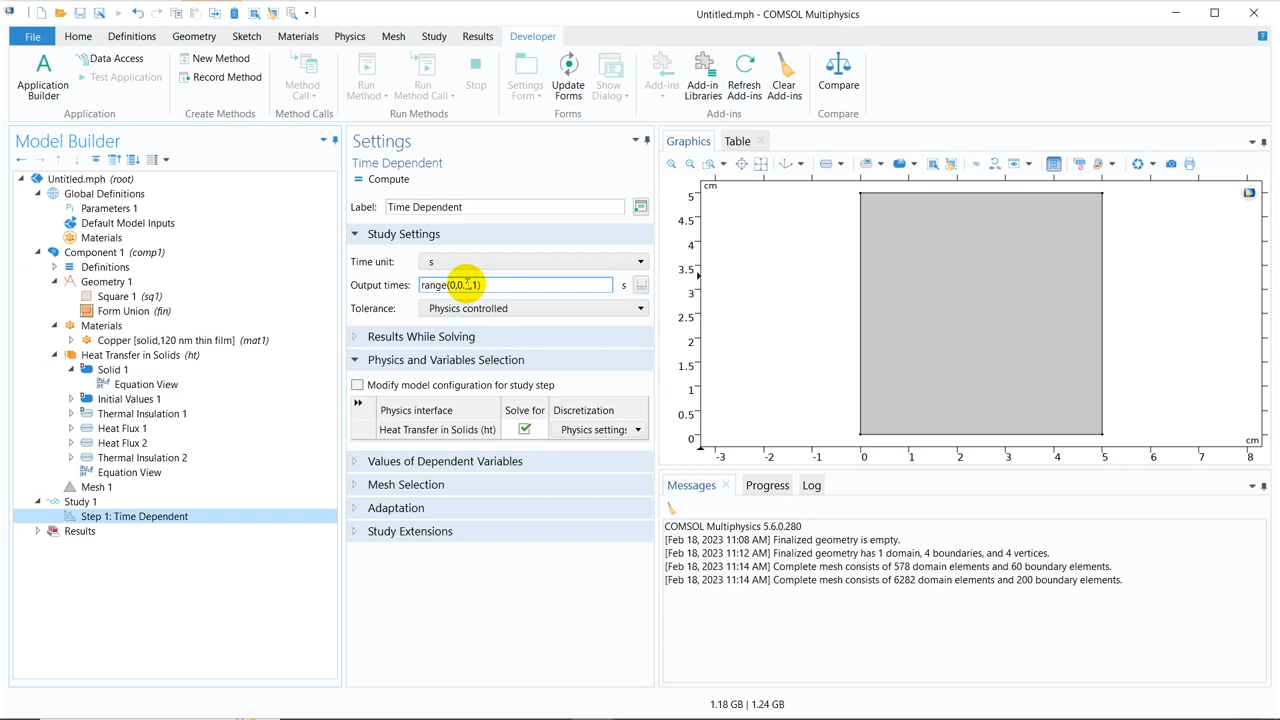 Untitled.mph - COMSOL Multiphysics
File Home Definitions Geometry Sketch Materials Physics Mesh Study Results Developer
Application Builder
Data Access
Test Application
New Method
Record Method
Method Call
Run Method
Run Method Call
Stop
Settings Form
Update Forms
Show Dialog
Add-ins
Add-in Libraries
Refresh Add-ins
Clear Add-ins
Compare
Application Create Methods Method Calls Run Methods Forms Add-ins Compare
Model Builder
Untitled.mph (root)
Global Definitions
Parameters 1
Default Model Inputs
Materials
Component 1 (comp1)
Definitions
Geometry 1
Square 1 (sq1)
Form Union (fin)
Materials
Copper [solid,120 nm thin film] (mat1)
Heat Transfer in Solids (ht)
Solid 1
Equation View
Initial Values 1
Thermal Insulation 1
Heat Flux 1
Heat Flux 2
Thermal Insulation 2
Equation View
Mesh 1
Study 1
Step 1: Time Dependent
Results
Settings
Time Dependent
= Compute
Label: Time Dependent
Study Settings
Time unit: s
Output times: s
Tolerance: Physics controlled
Results While Solving
Physics and Variables Selection
Modify model configuration for study step
Physics interface Solve for Discretization
Heat Transfer in Solids (ht) Physics settings
Values of Dependent Variables
Mesh Selection
Adaptation
Study Extensions
Graphics Table
cm
5
4.5
4
3.5
3
2.5
2
1.5
1
0.5
0
-3 -2 -1 0 1 2 3 4 5 6 7 8
cm
Messages Progress Log
COMSOL Multiphysics 5.6.0.280
[Feb 18, 2023 11:08 AM] Finalized geometry is empty.
[Feb 18, 2023 11:12 AM] Finalized geometry has 1 domain, 4 boundaries, and 4 vertices.
[Feb 18, 2023 11:14 AM] Complete mesh consists of 578 domain elements and 60 boundary elements.
[Feb 18, 2023 11:14 AM] Complete mesh consists of 6282 domain elements and 200 boundary elements.
1.18 GB | 1.24 GB